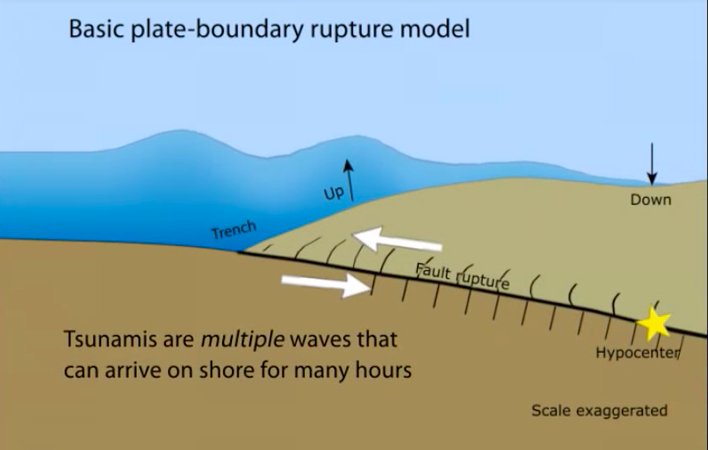 Basic plate-boundary rupture model
Up
Down
Trench
Fault rupture
Tsunamis are multiple waves that
can arrive on shore for many hours
Hypocenter
Scale exaggerated